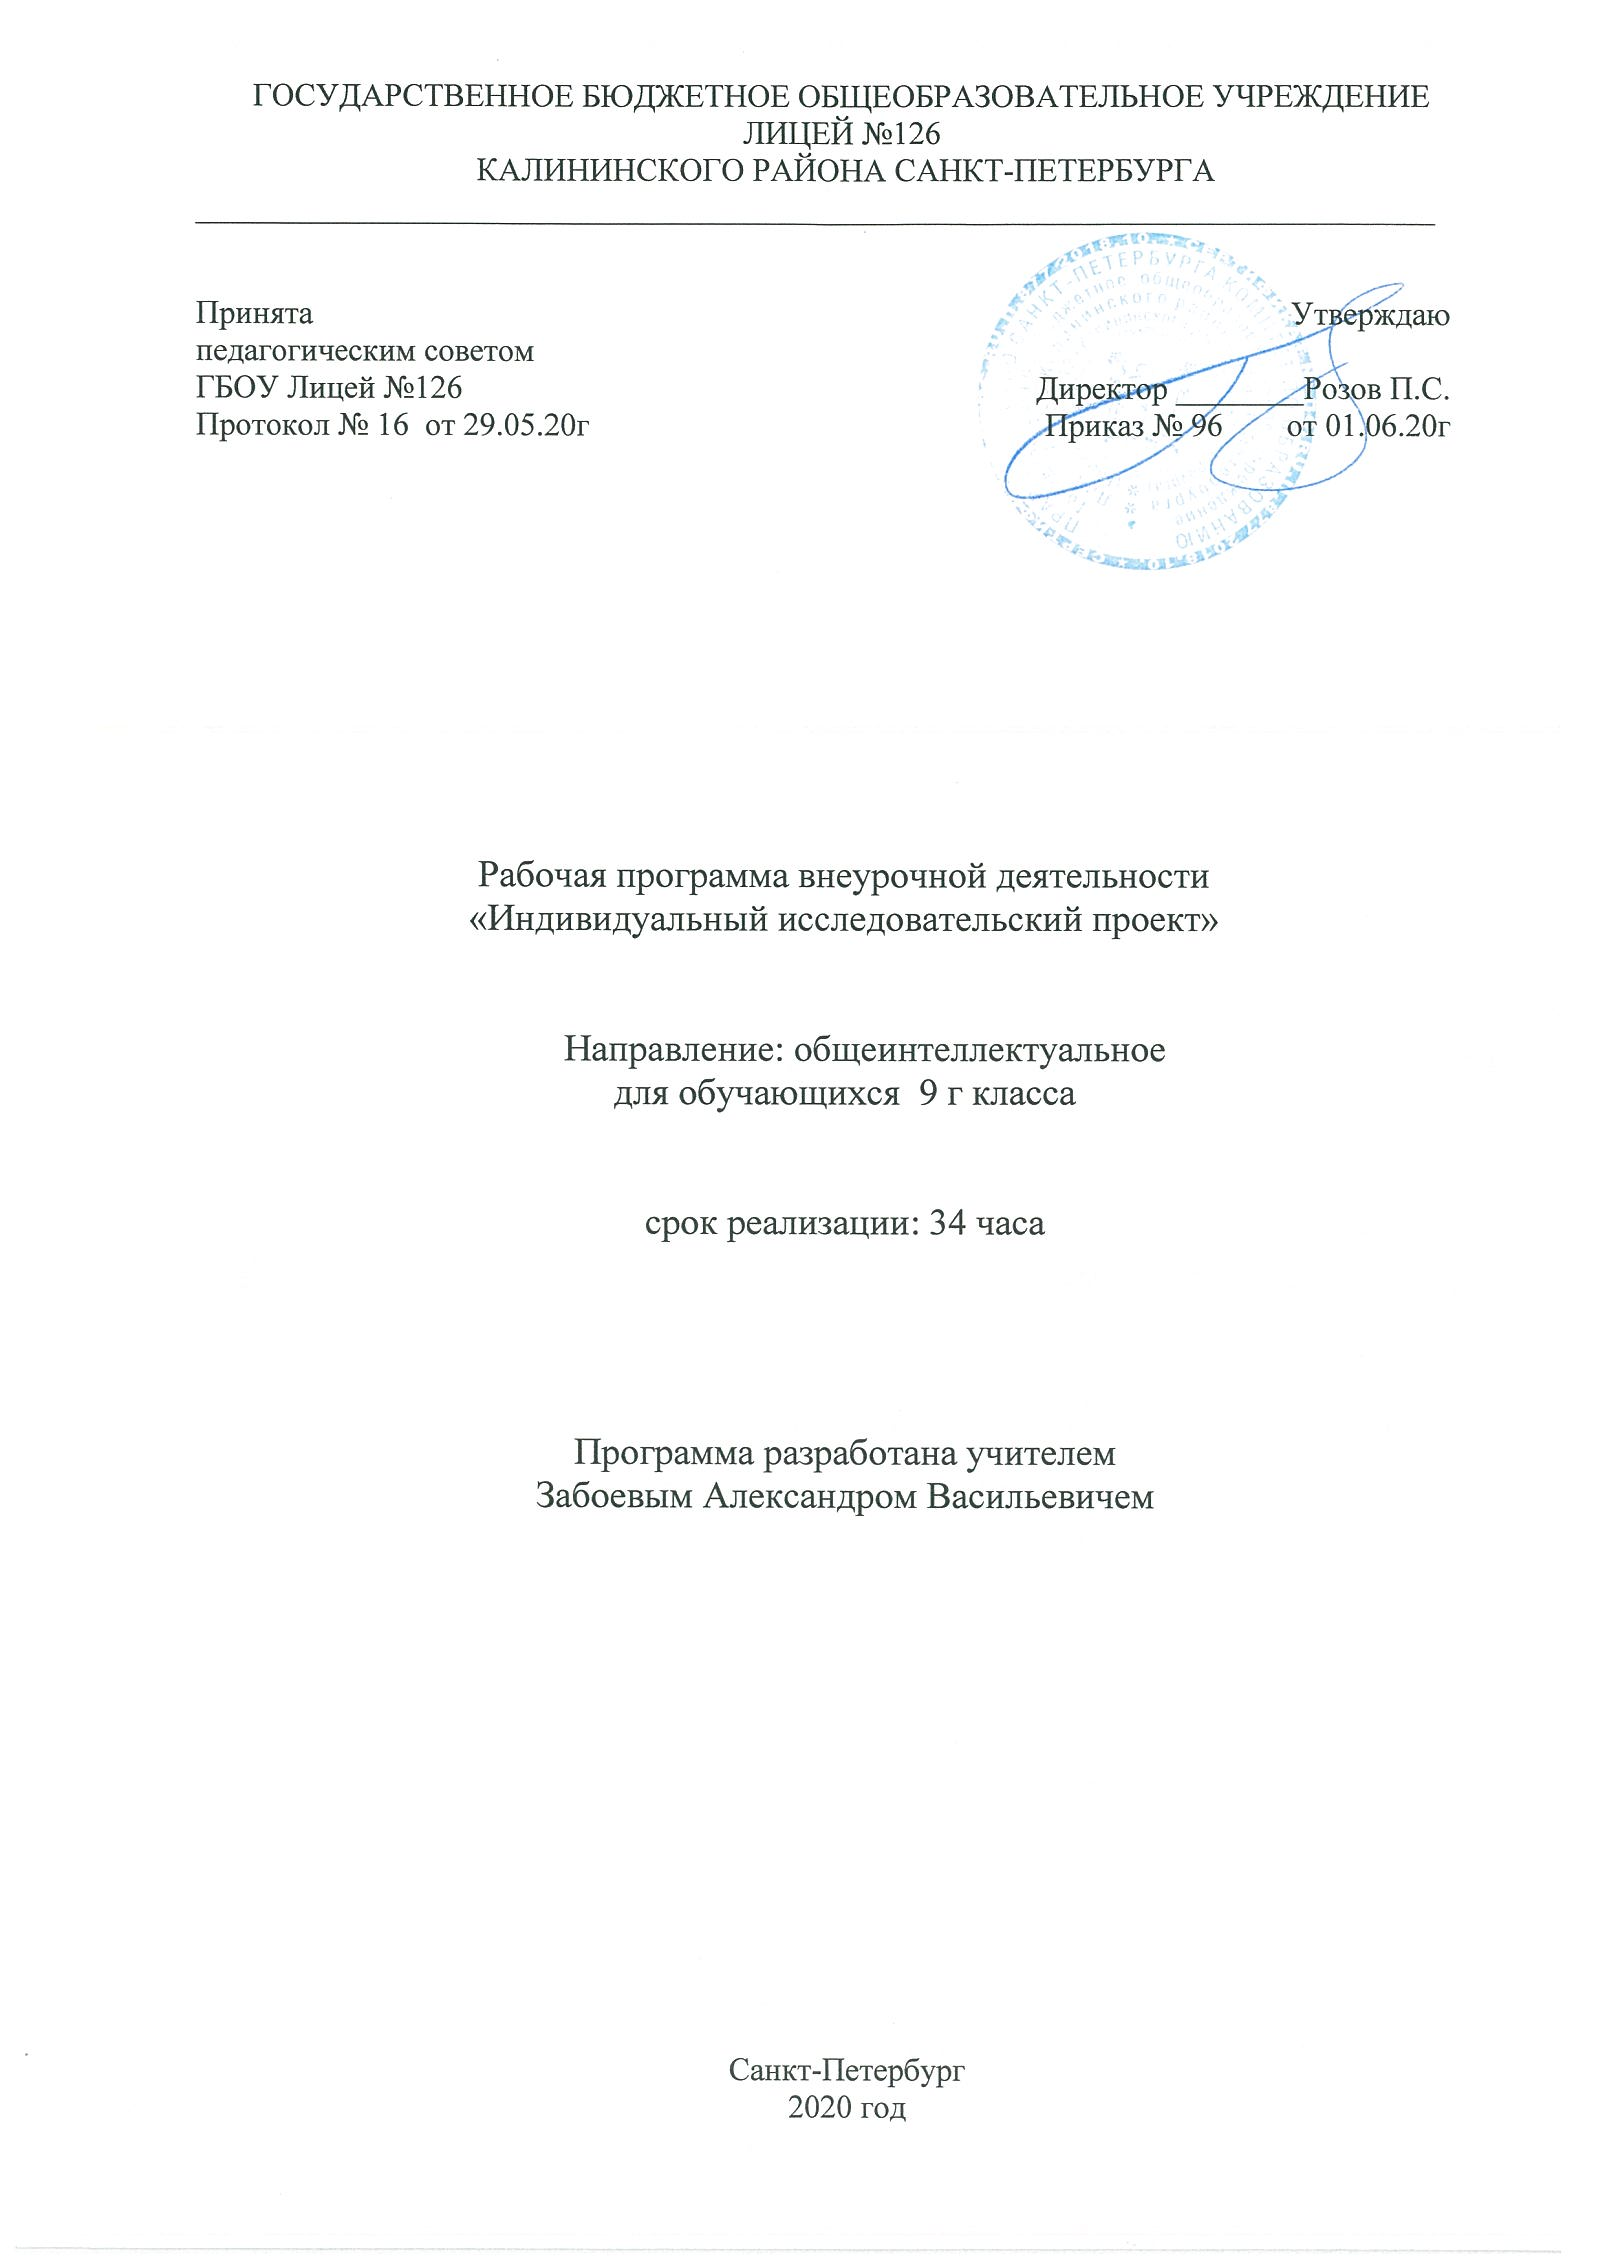 ГОСУДАРСТВЕННОЕ БЮДЖЕТНОЕ ОБЩЕОБРАЗОВАТЕЛЬНОЕ УЧРЕЖДЕНИЕ
ЛИЦЕЙ №126
КАЛИНИНСКОГО РАЙОНА САНКТ-ПЕТЕРБУРГА
Принята
педагогическим советом
ГБОУ Лицей №126
Протокол № 16 от 29.05.20г
Утверждаю
Директор ________Розов П.С.
Приказ № 96 от 01.06.20г
САНКТ-ПЕТЕРБУРГА
Рабочая программа внеурочной деятельности
«Индивидуальный исследовательский проект»
Направление: общеинтеллектуальное
для обучающихся 9 г класса
срок реализации: 34 часа
Программа разработана учителем
Забоевым Александром Васильевичем
Санкт-Петербург
2020 год